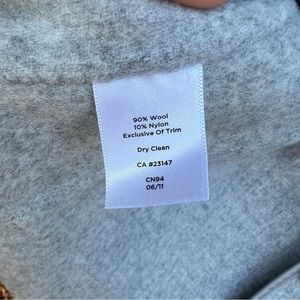 90% Wool
10% Nylon
Exclusive Of Trim
Dry Clean
CA #23147
CN94
06/11